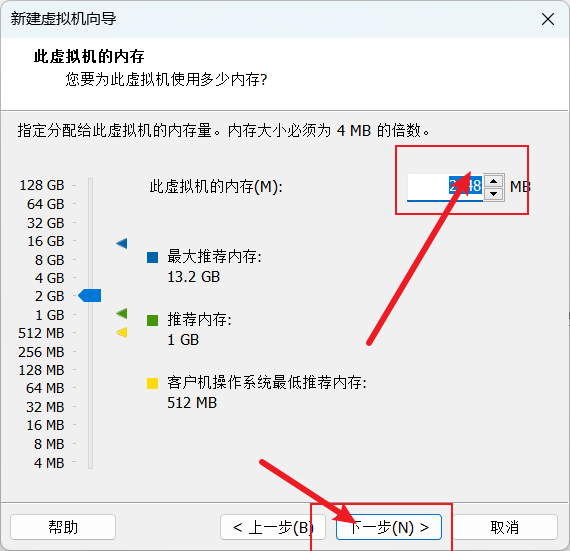 新建虚拟机向导
此虚拟机的内存
您要为此虚拟机使用多少内存?
指定分配给此虚拟机的内存量。内存大小必须为 4 MB 的倍数。
128 GB
64 GB
32 GB
16 GB
8 GB
4 GB
2 GB
1 GB
512 MB
256 MB
128 MB
64 MB
32 MB
16 MB
8 MB
4 MB
此虚拟机的内存(M):
MB
最大推荐内存:
13.2 GB
推荐内存:
1 GB
客户机操作系统最低推荐内存:
512 MB
帮助
< 上一步(B)
下一步(N) >
取消